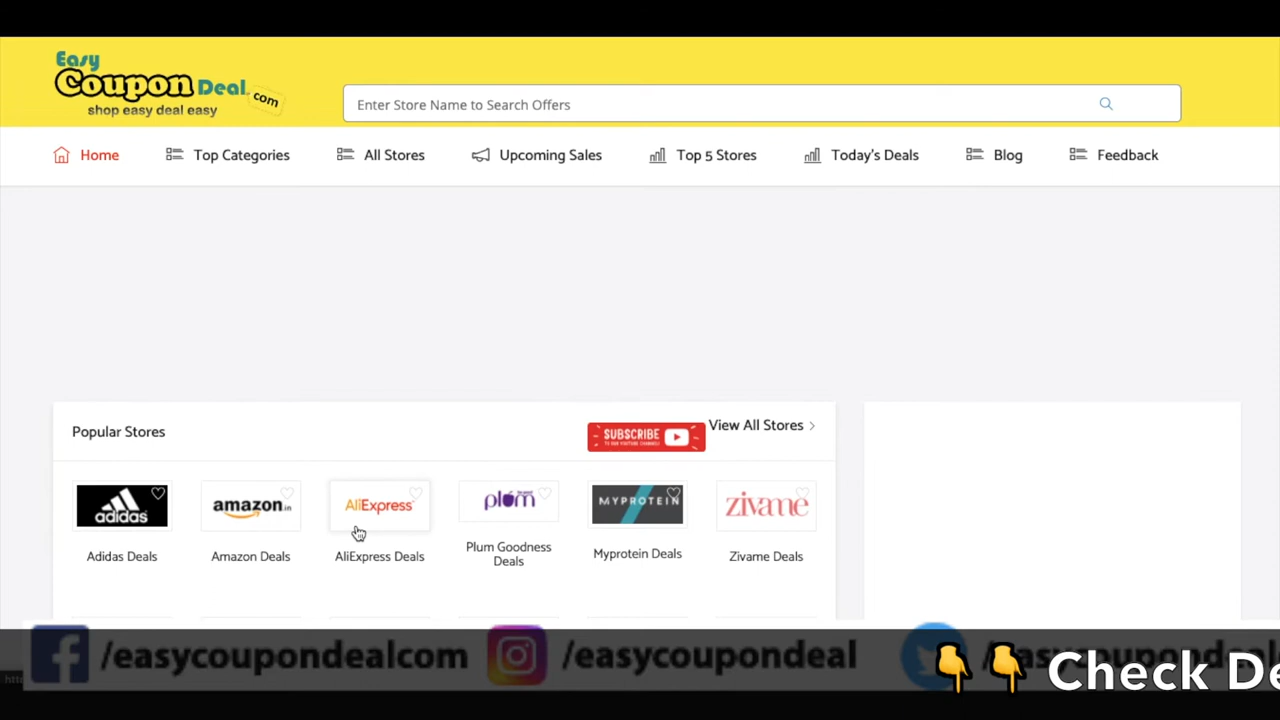 Easy
Coupon Deal.com
shop easy deal easy
Enter Store Name to Search Offers
Home
Top Categories
All Stores
Upcoming Sales
Top 5 Stores
Today's Deals
Blog
Feedback
Popular Stores
SUBSCRIBE
View All Stores
adidas
amazon.in
AliExpress
plum
MYPROTEIN
zivame
Adidas Deals
Amazon Deals
AliExpress Deals
Plum Goodness
Deals
Myprotein Deals
Zivame Deals
/easycoupondealcom
/easycoupondeal
👇 👇 Check De